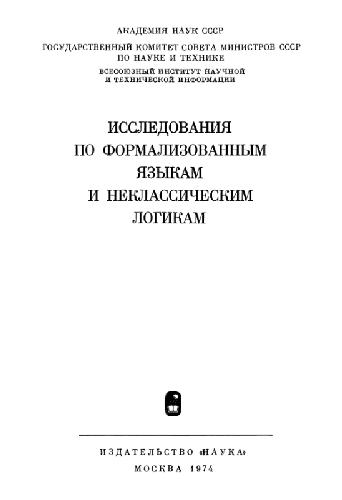 АКАДЕМИЯ НАУК СССР
ГОСУДАРСТВЕННЫЙ КОМИТЕТ СОВЕТА МИНИСТРОВ СССР
ПО НАУКЕ И ТЕХНИКЕ
ВСЕСОЮЗНЫЙ ИНСТИТУТ НАУЧНОЙ
И ТЕХНИЧЕСКОЙ ИНФОРМАЦИИ
ИССЛЕДОВАНИЯ
ПО ФОРМАЛИЗОВАННЫМ
ЯЗЫКАМ
И НЕКЛАССИЧЕСКИМ
ЛОГИКАМ
ИЗДАТЕЛЬСТВО «НАУКА»
МОСКВА 1974